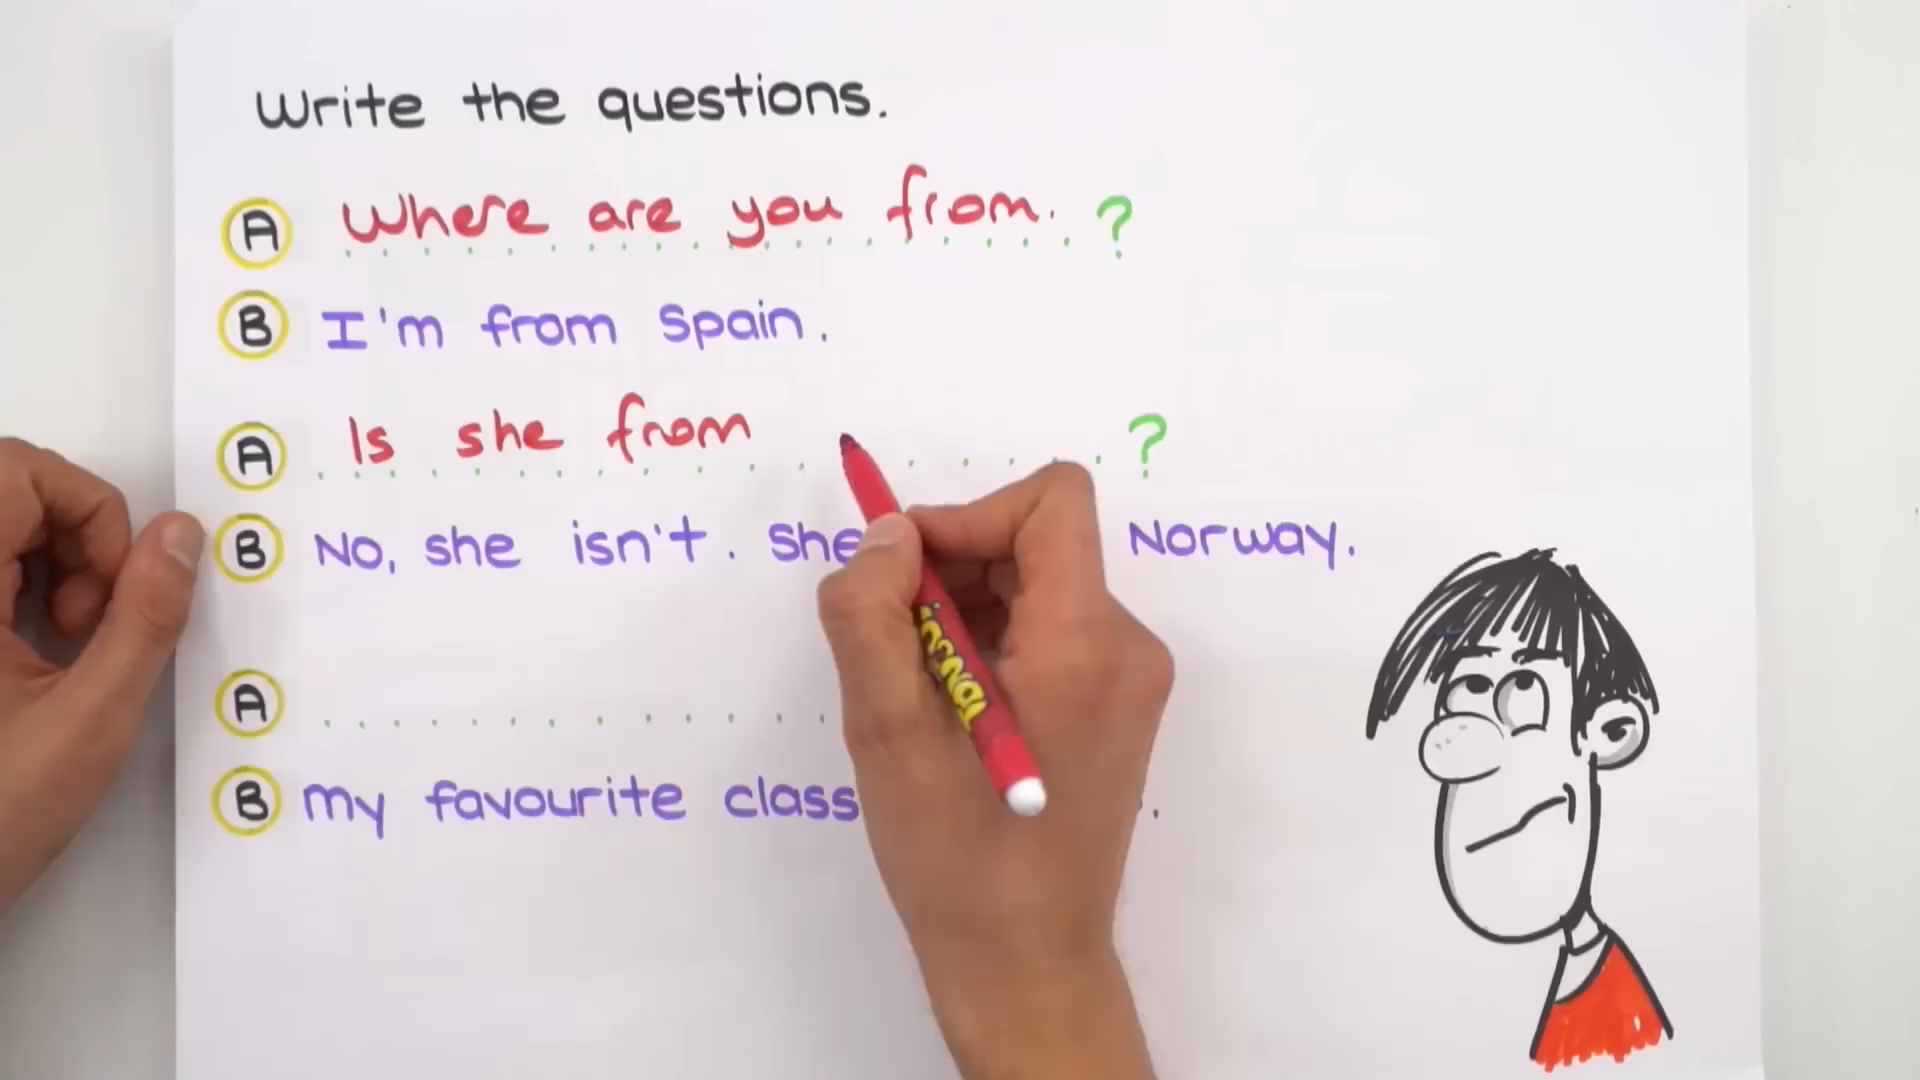 Write the questions.
A Where are you from. ?
B I'm from Spain.
A Is she from ?
B No, she isn't. She Norway.
A
B my favourite class .